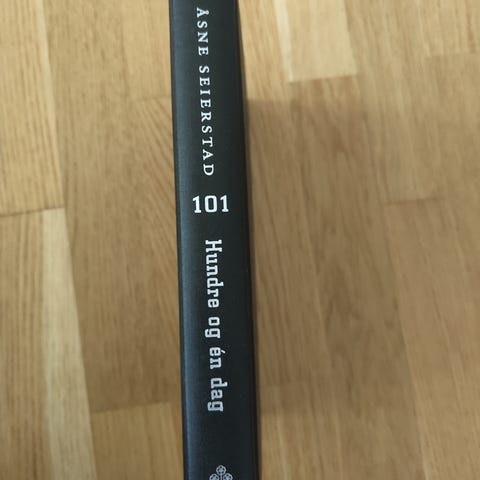 ÅSNE SEIERSTAD
101
Hundre og én dag